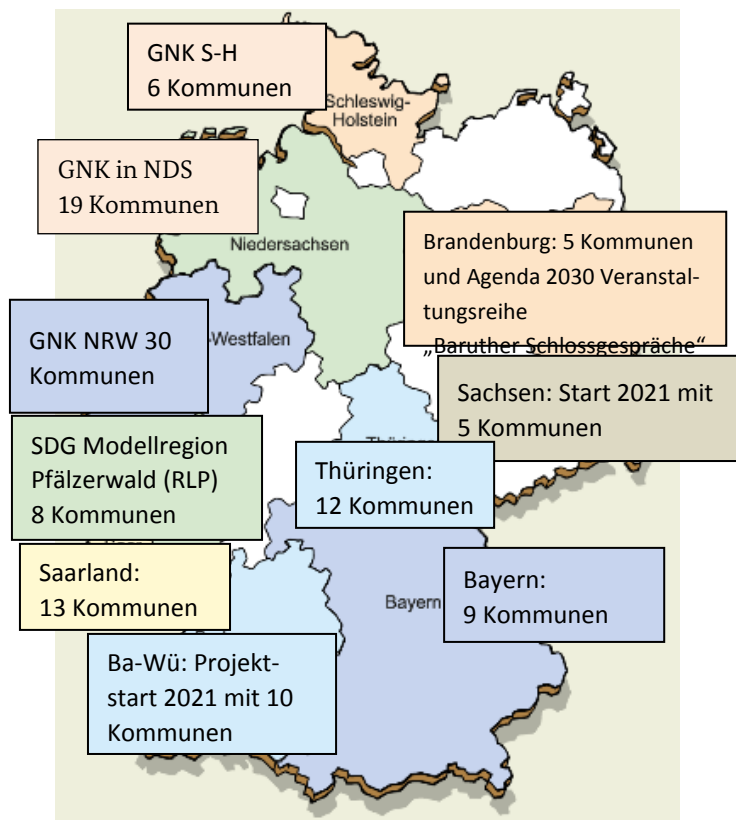 GNK S-H
6 Kommunen
Schleswig-
Holstein
GNK in NDS
19 Kommunen
Niedersachsen
Brandenburg: 5 Kommunen
und Agenda 2030 Veranstal-
tungsreihe
„Baruther Schlossgespräche“
GNK NRW 30
Kommunen
-Westfalen
Sachsen: Start 2021 mit
5 Kommunen
SDG Modellregion
Pfälzerwald (RLP)
8 Kommunen
Thüringen:
12 Kommunen
Saarland:
13 Kommunen
Bayern:
9 Kommunen
Bayern
Ba-Wü: Projekt-
start 2021 mit 10
Kommunen